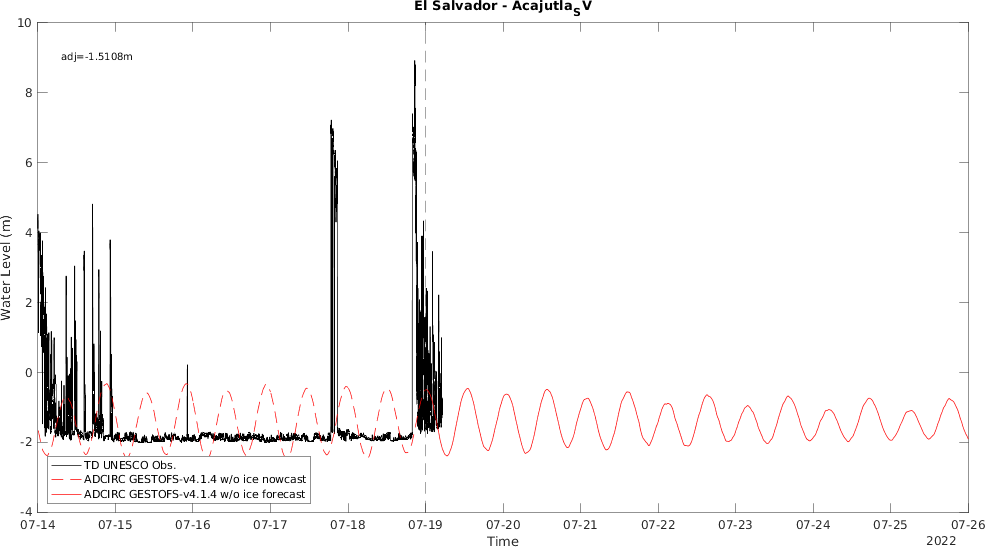 El Salvador - AcajutlaₛV
adj=-1.5108m
Water Level (m)
10
8
6
4
2
0
-2
-4
TD UNESCO Obs.
ADCIRC GESTOFS-v4.1.4 w/o ice nowcast
ADCIRC GESTOFS-v4.1.4 w/o ice forecast
07-14 07-15 07-16 07-17 07-18 07-19 07-20 07-21 07-22 07-23 07-24 07-25 07-26
Time
2022